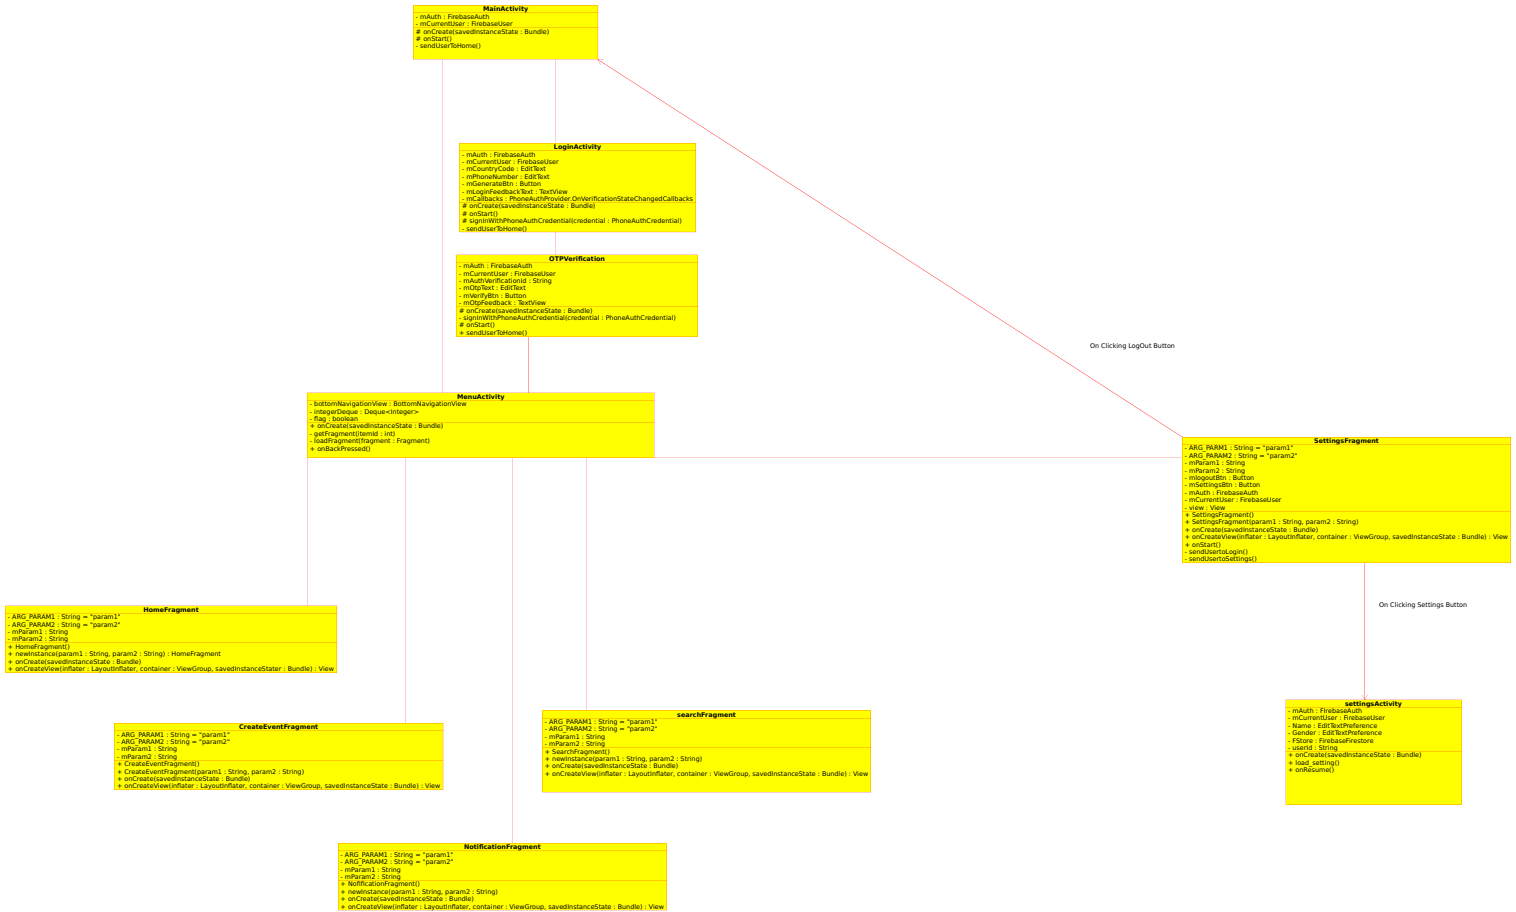 MainActivity
- mAuth : FirebaseAuth
- mCurrentUser : FirebaseUser
# onCreate(savedInstanceState : Bundle)
# onStart()
- sendUserToHome()
LoginActivity
- mAuth : FirebaseAuth
- mCurrentUser : FirebaseUser
- mCountryCode : EditText
- mPhoneNumber : EditText
- mGenerateBtn : Button
- mLoginFeedbackText : TextView
- mCallbacks : PhoneAuthProvider.OnVerificationStateChangedCallbacks
# onCreate(savedInstanceState : Bundle)
# onStart()
# signInWithPhoneAuthCredential(credential : PhoneAuthCredential)
- sendUserToHome()
OTPVerification
- mAuth : FirebaseAuth
- mCurrentUser : FirebaseUser
- mAuthVerificationId : String
- mOtpText : EditText
- mVerifyBtn : Button
- mOtpFeedback : TextView
# onCreate(savedInstanceState : Bundle)
- signInWithPhoneAuthCredential(credential : PhoneAuthCredential)
# onStart()
+ sendUserToHome()
On Clicking LogOut Button
MenuActivity
- bottomNavigationView : BottomNavigationView
- integerDeque : Deque<Integer>
- flag : boolean
+ onCreate(savedInstanceState : Bundle)
- getFragment(itemId : int)
- loadFragment(fragment : Fragment)
+ onBackPressed()
SettingsFragment
- ARG_PARM1 : String = "param1"
- ARG_PARAM2 : String = "param2"
- mParam1 : String
- mParam2 : String
- mlogoutBtn : Button
- mSettingsBtn : Button
- mAuth : FirebaseAuth
- mCurrentUser : FirebaseUser
- view : View
+ SettingsFragment()
+ SettingsFragment(param1 : String, param2 : String)
+ onCreate(savedInstanceState : Bundle)
+ onCreateView(inflater : LayoutInflater, container : ViewGroup, savedInstanceState : Bundle) : View
+ onStart()
- sendUsertoLogin()
- sendUsertoSettings()
On Clicking Settings Button
HomeFragment
- ARG_PARAM1 : String = "param1"
- ARG_PARAM2 : String = "param2"
- mParam1 : String
- mParam2 : String
+ HomeFragment()
+ newInstance(param1 : String, param2 : String) : HomeFragment
+ onCreate(savedInstanceState : Bundle)
+ onCreateView(inflater : LayoutInflater, container : ViewGroup, savedInstanceStater : Bundle) : View
CreateEventFragment
- ARG_PARAM1 : String = "param1"
- ARG_PARAM2 : String = "param2"
- mParam1 : String
- mParam2 : String
+ CreateEventFragment()
+ CreateEventFragment(param1 : String, param2 : String)
+ onCreate(savedInstanceState : Bundle)
+ onCreateView(inflater : LayoutInflater, container : ViewGroup, savedInstanceState : Bundle) : View
searchFragment
- ARG_PARAM1 : String = "param1"
- ARG_PARAM2 : String = "param2"
- mParam1 : String
- mParam2 : String
+ SearchFragment()
+ newInstance(param1 : String, param2 : String)
+ onCreate(savedInstanceState : Bundle)
+ onCreateView(inflater : LayoutInflater, container : ViewGroup, savedInstanceState : Bundle) : View
settingsActivity
- mAuth : FIrebaseAuth
- mCurrentUser : FirebaseUser
- Name : EditTextPreference
- Gender : EditTextPreference
- FStore : FirebaseFirestore
- userId : String
+ onCreate(savedInstanceState : Bundle)
+ load_setting()
+ onResume()
NotificationFragment
- ARG_PARAM1 : String = "param1"
- ARG_PARAM2 : String = "param2"
- mParam1 : String
- mParam2 : String
+ NofificationFragment()
+ newInstance(param1 : String, param2 : String)
+ onCreate(savedInstanceState : Bundle)
+ onCreateView(inflater : LayoutInflater, container : ViewGroup, savedInstanceState : Bundle) : View